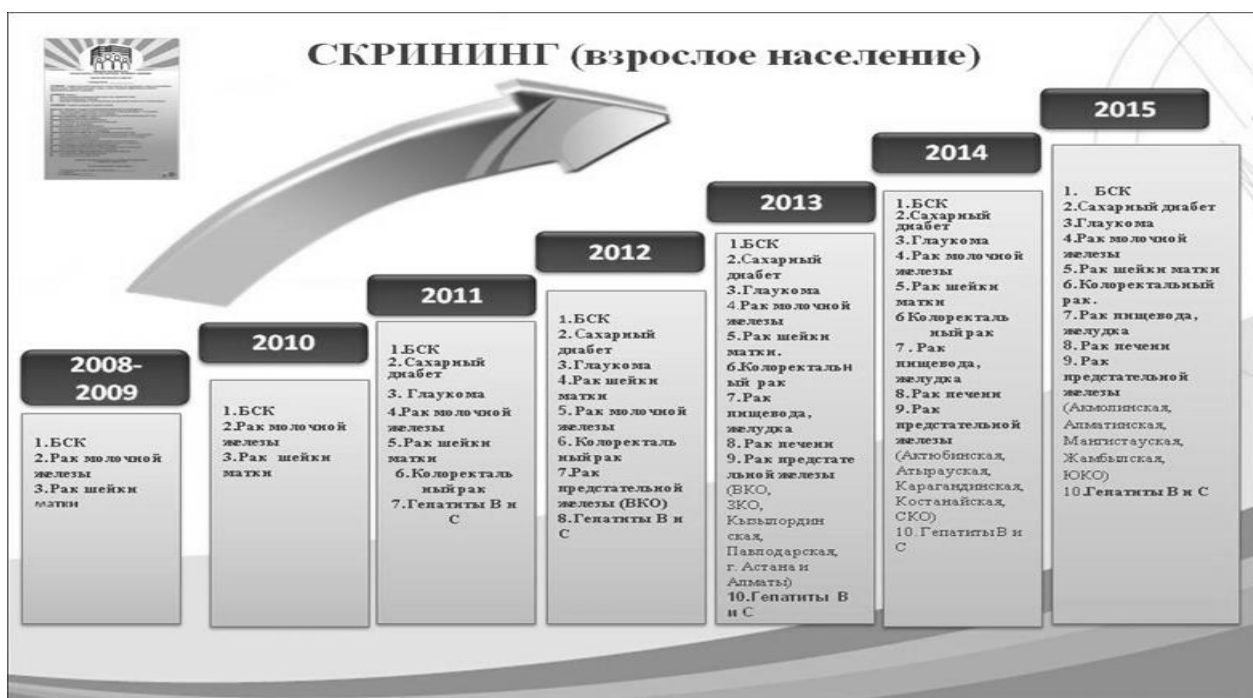 СКРИНИНГ (взрослое население)
2008-
2009
1.БСК
2.Рак молочной
железы
3.Рак шейки
матки
2010
1.БСК
2.Рак молочной
железы
3.Рак шейки
матки
2011
1.БСК
2.Сахарный
диабет
3. Глаукома
4.Рак молочной
железы
5.Рак шейки
матки
6.Колоректаль
ный рак
7.Гепатиты В и
С
2012
1.БСК
2.Сахарный
диабет
3.Глаукома
4.Рак шейки
матки
5.Рак молочной
железы
6. Колоректаль
ный рак
7.Рак
предстательной
железы (ВКО)
8.Гепатиты В и
С
2013
1.БСК
2.Сахарный
диабет
3.Глаукома
4.Рак молочной
железы
5.Рак шейки
матки.
6.Колоректальн
ый рак
7.Рак
пищевода,
желудка
8.Рак печени
9.Рак предстате
льной железы
(ВКО,
ЗКО,
Кызылордин
ская,
Павлодарская,
г. Астана и
Алматы)
10.Гепатиты В
и С
2014
1.БСК
2.Сахарный
диабет
3.Глаукома
4.Рак молочной
железы
5.Рак шейки
матки
6 Колоректаль
ный рак
7 . Рак
пищевода,
желудка
8.Рак печени
9.Рак
предстательной
железы
(Актюбинская,
Атырауская,
Карагандинская,
Костанайская,
СКО)
10. Гепатиты В и
С
2015
1. БСК
2.Сахарный диабет
3.Глаукома
4.Рак молочной
железы
5.Рак шейки матки
6.Колоректальный
рак.
7.Рак пищевода,
желудка
8.Рак печени
9.Рак
предстательной
железы
(Акмолинская,
Алматинская,
Мангистауская,
Жамбылская,
ЮКО)
10.Гепатиты В и С